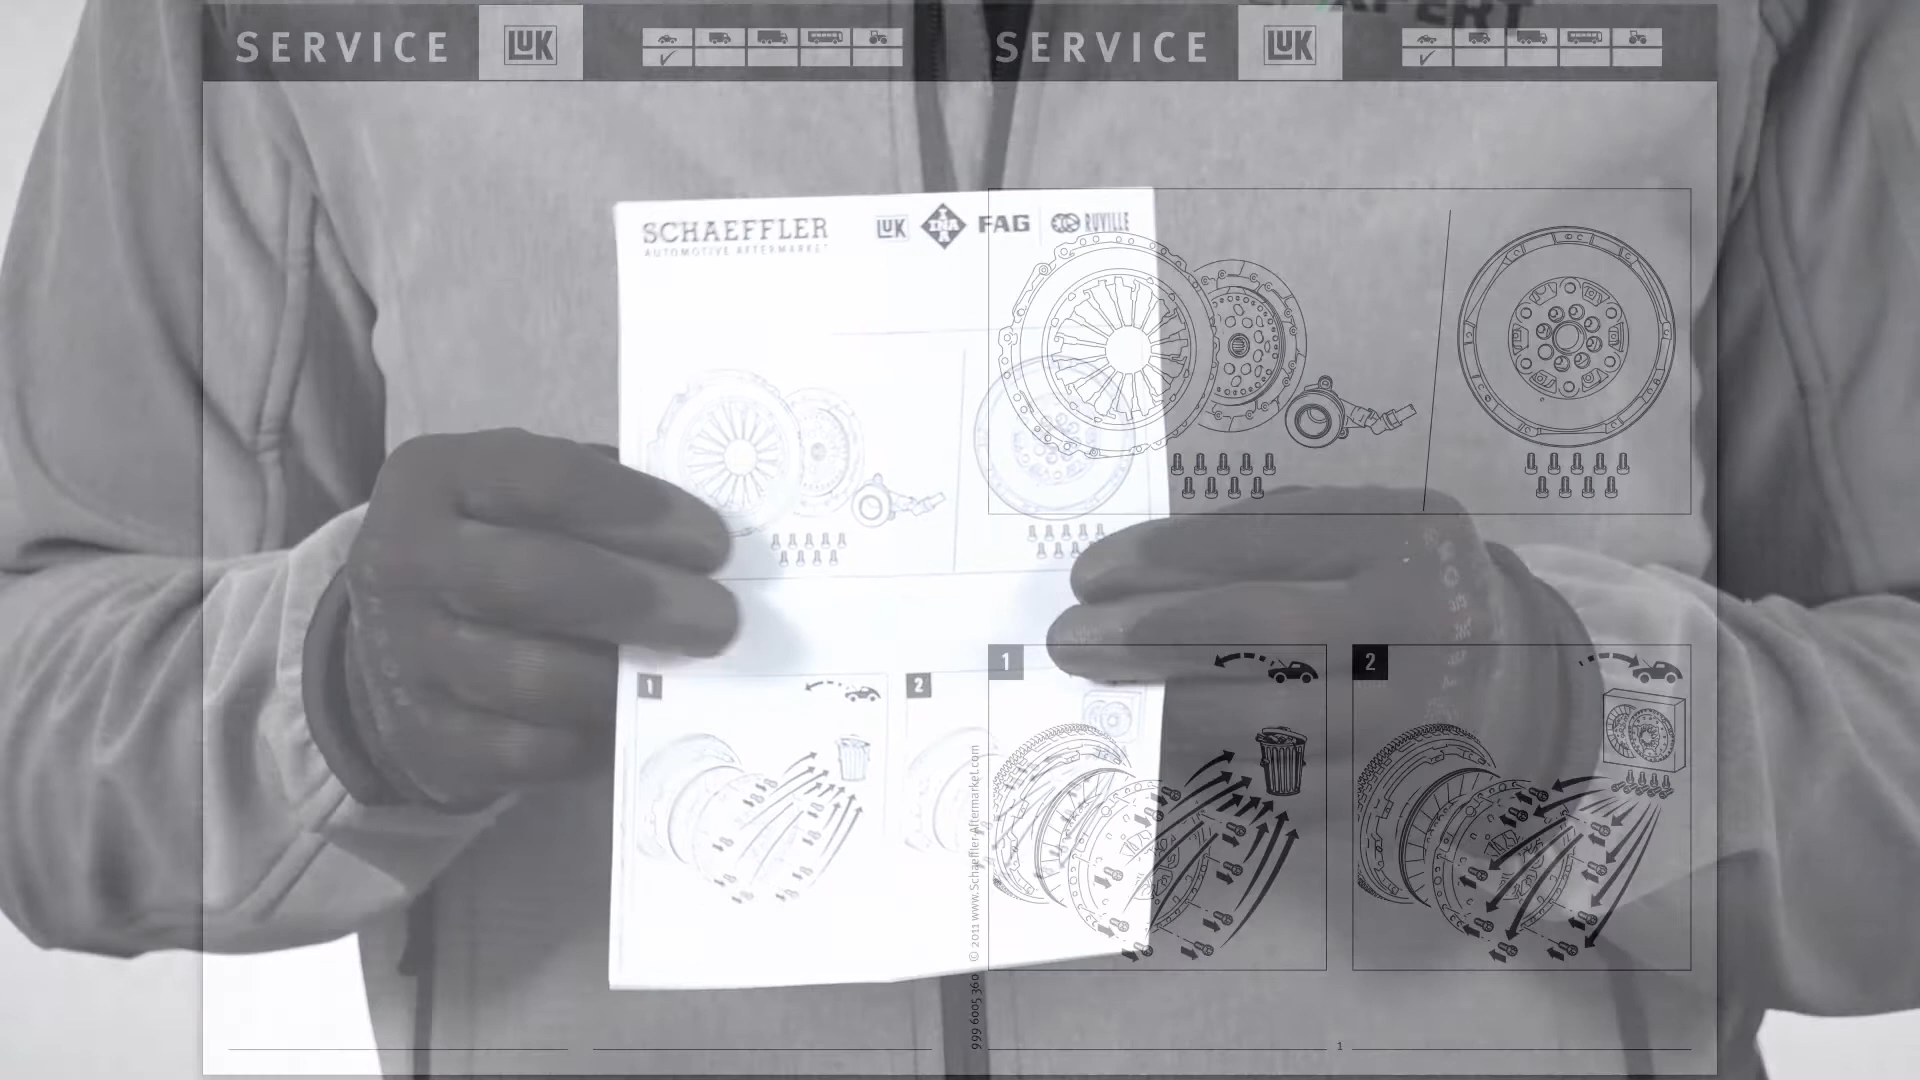 SERVICE LUK
SERVICE LUK
XPERT
SCHAEFFLER
AUTOMOTIVE AFTERMARKET
LUK INA FAG RUVILLE
1
2
1
2
999 6005 360 © 2011 www.Schaeffler-Aftermarket.com
1